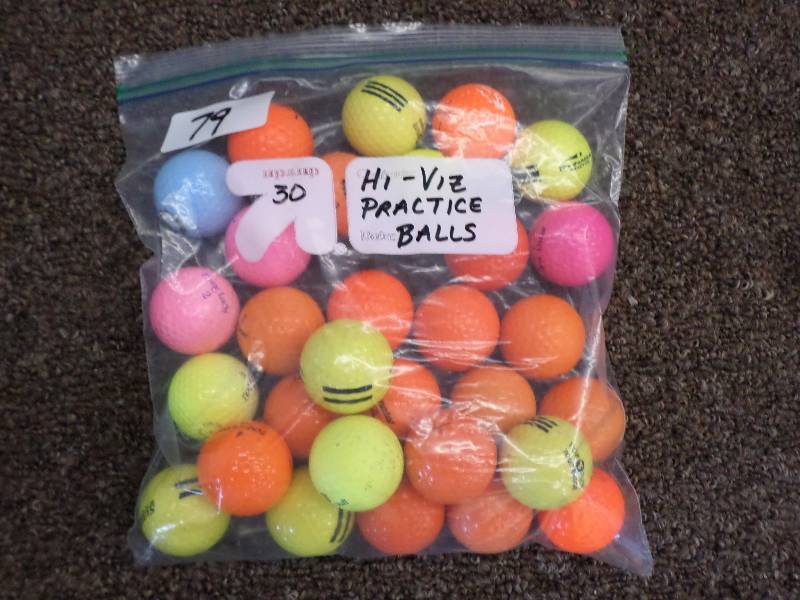 79
30
Hi-Viz
PRACTICE
BALLS